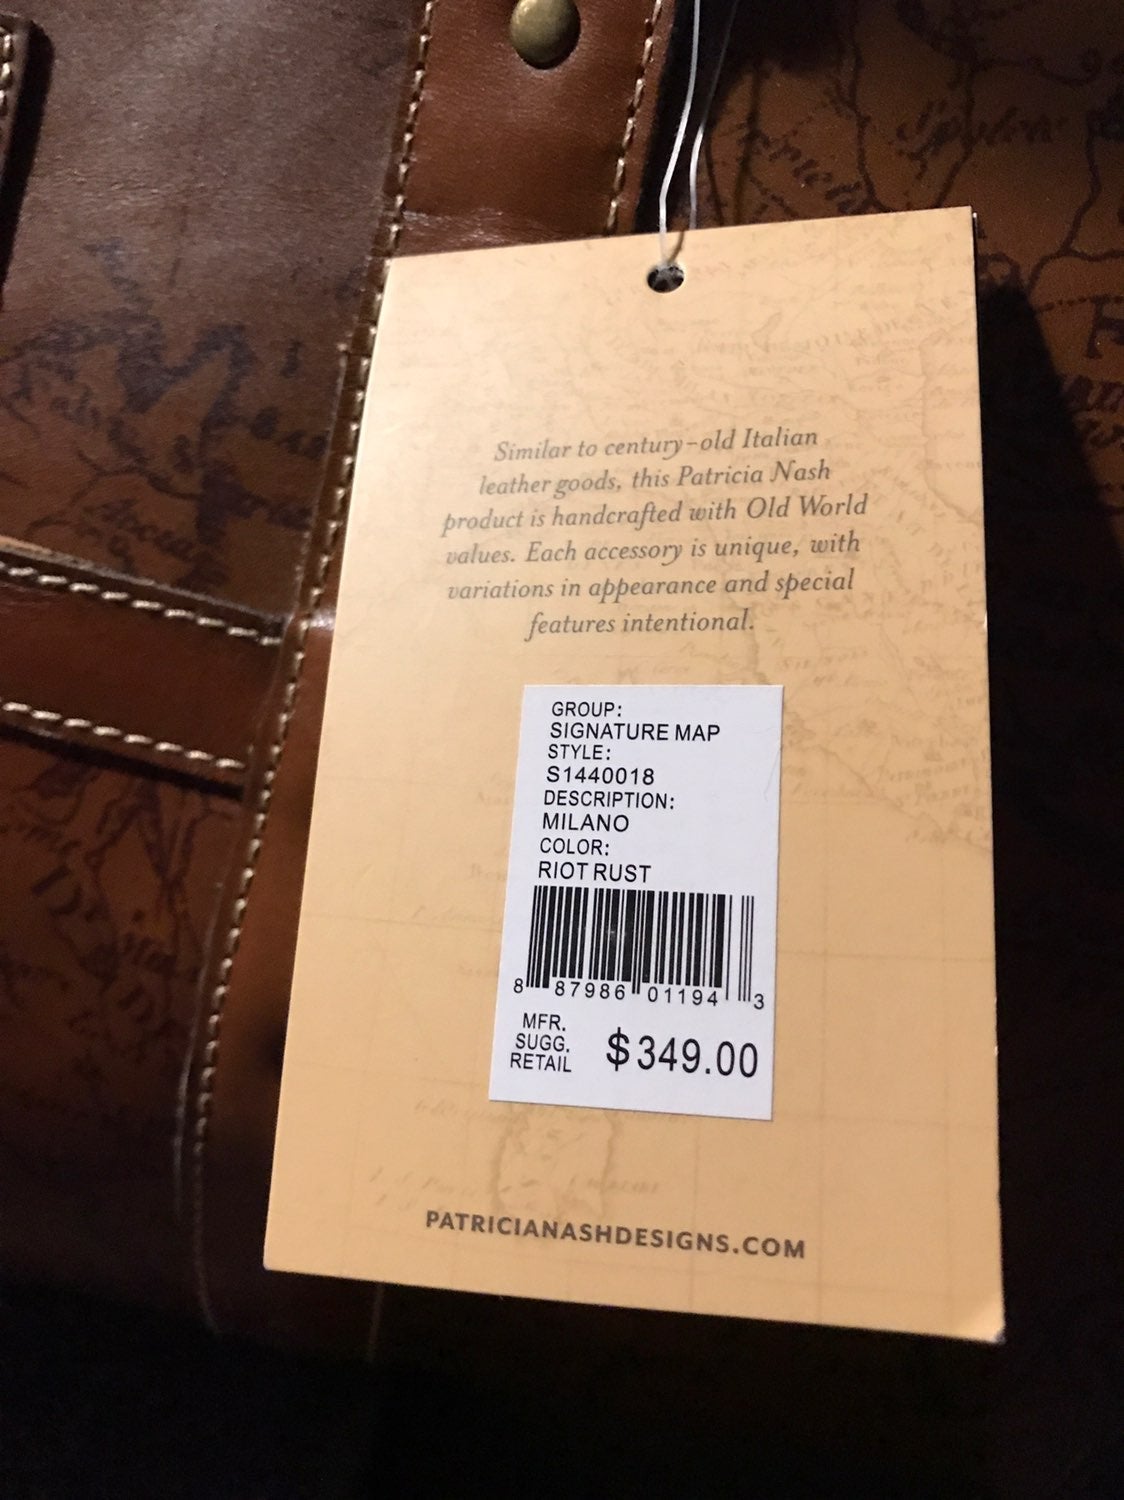 Similar to century-old Italian
leather goods, this Patricia Nash
product is handcrafted with Old World
values. Each accessory is unique, with
variations in appearance and special
features intentional.
GROUP:
SIGNATURE MAP
STYLE:
S1440018
DESCRIPTION:
MILANO
COLOR:
RIOT RUST
8 87986 01194 3
MFR.
SUGG.
RETAIL
$349.00
PATRICIANASHDESIGNS.COM